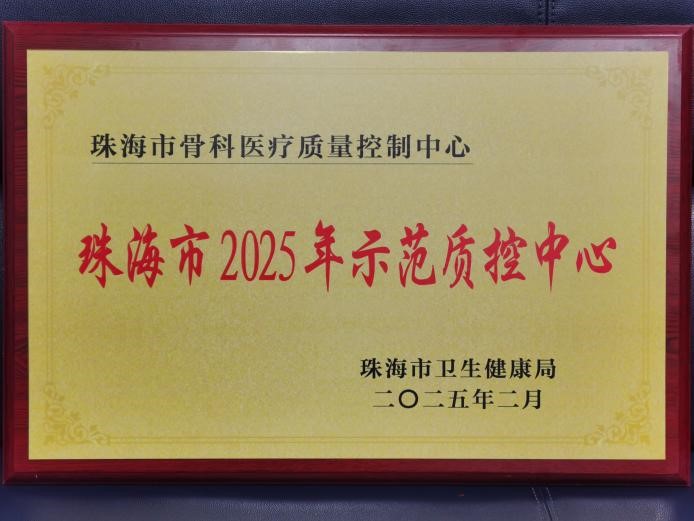 珠海市骨科医疗质量控制中心
珠海市2025年示范质控中心
珠海市卫生健康局
二〇二五年二月